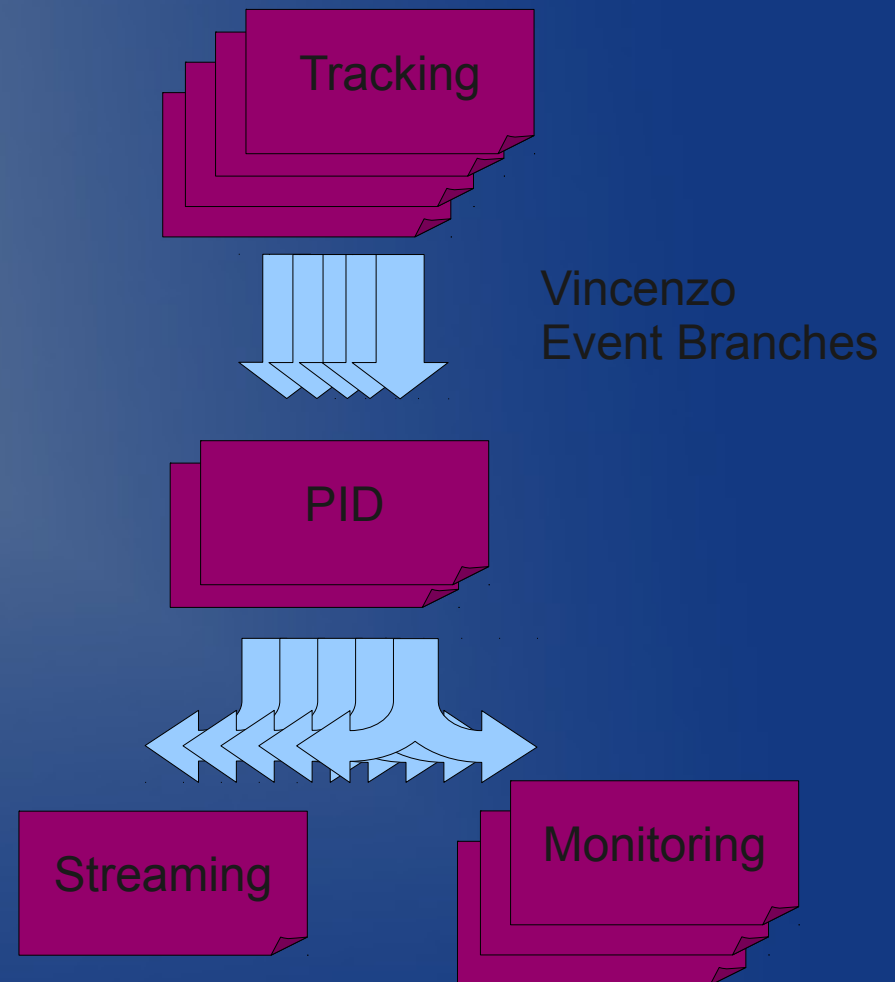 Tracking
Vincenzo
Event Branches
PID
Streaming
Monitoring